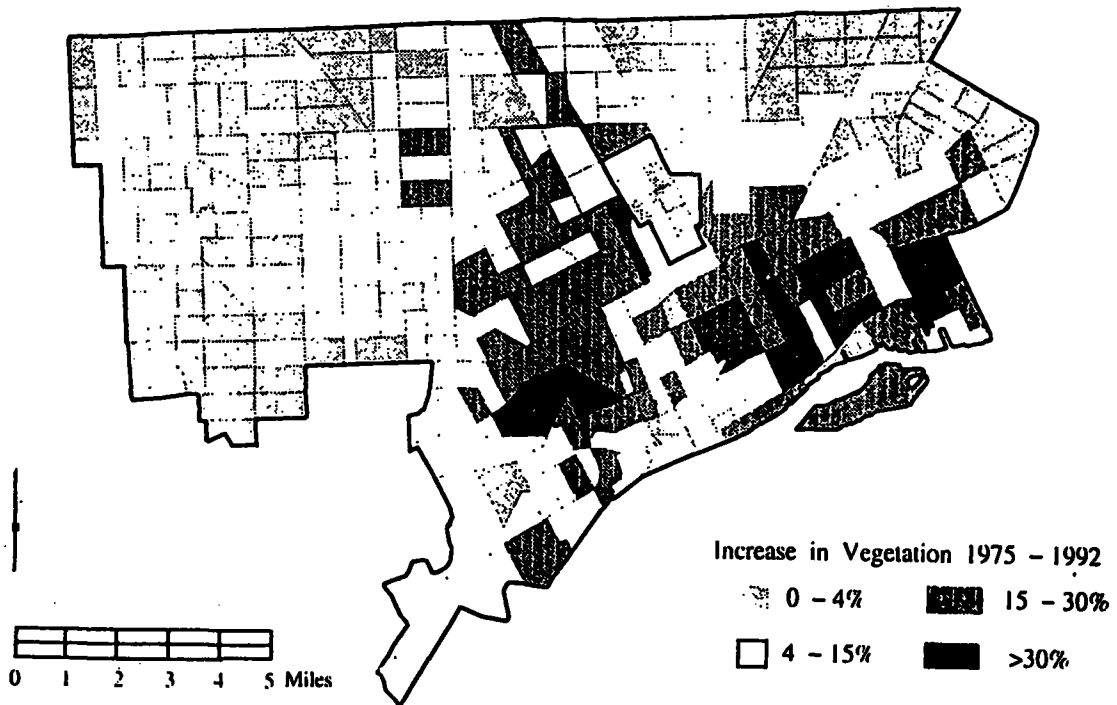 Increase in Vegetation 1975 - 1992
0 - 4% 15 - 30%
4 - 15% >30%
0 1 2 3 4 5 Miles